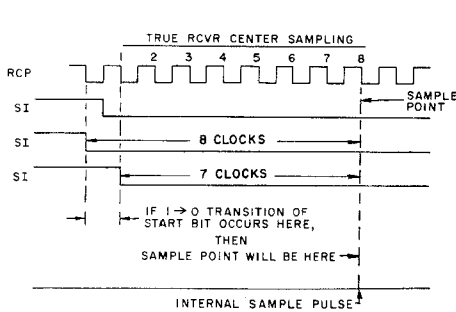 TRUE RCVR CENTER SAMPLING
2 3 4 5 6 7 8
RCP
SAMPLE
POINT
SI
SI
8 CLOCKS
SI
7 CLOCKS
IF 1→0 TRANSITION OF
START BIT OCCURS HERE,
THEN
SAMPLE POINT WILL BE HERE
INTERNAL SAMPLE PULSE